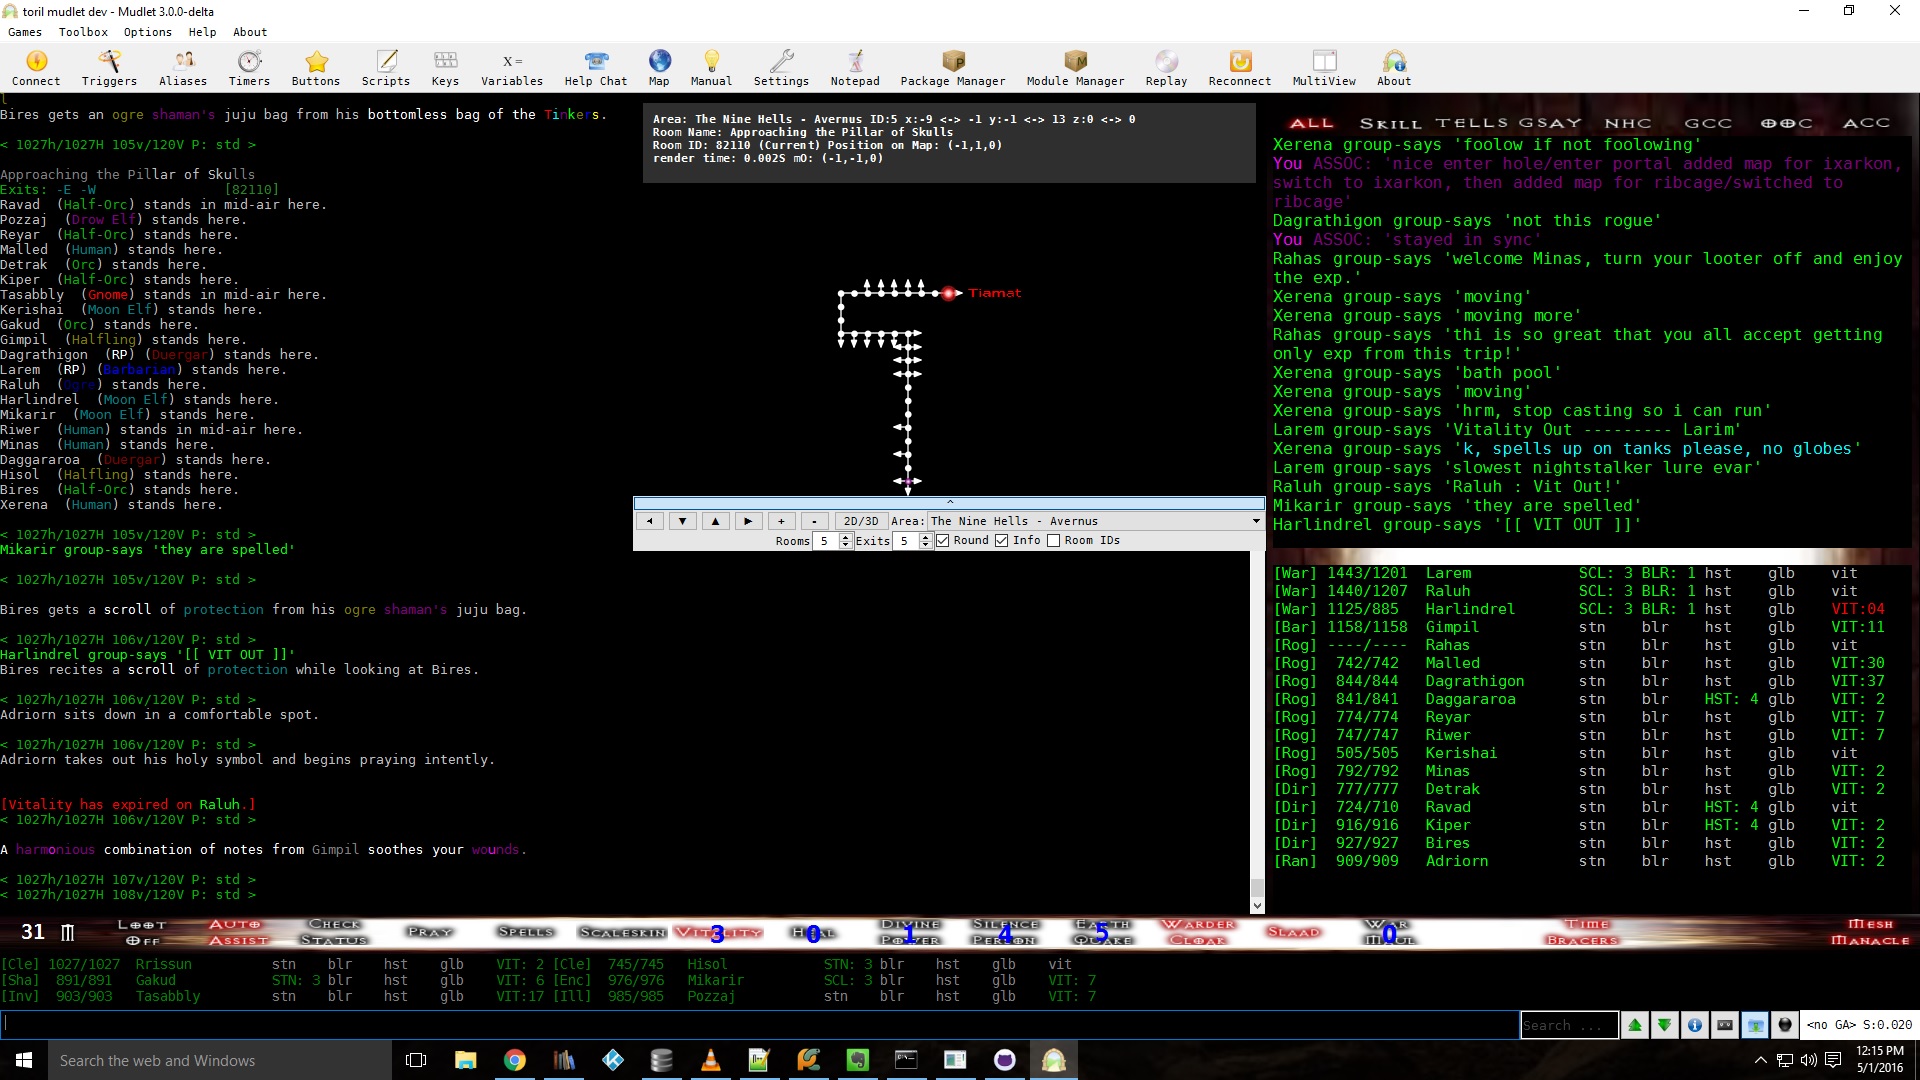 toril mudlet dev - Mudlet 3.0.0-delta
Games Toolbox Options Help About
Connect Triggers Aliases Timers Buttons Scripts Keys Variables Help Chat Map Manual Settings Notepad Package Manager Module Manager Replay Reconnect MultiView About
Bires gets an ogre shaman's juju bag from his bottomless bag of the Tinkers.
< 1027h/1027H 105v/120V P: std >
Approaching the Pillar of Skulls
Exits: -E -W [82110]
Ravad (Half-Orc) stands in mid-air here.
Pozzaj (Drow Elf) stands here.
Reyar (Half-Orc) stands here.
Malled (Human) stands here.
Detrak (Orc) stands here.
Kiper (Half-Orc) stands here.
Tasabbly (Gnome) stands in mid-air here.
Kerishai (Moon Elf) stands here.
Gakud (Orc) stands here.
Gimpil (Halfling) stands here.
Dagrathigon (RP) (Duergar) stands here.
Larem (RP) (Barbarian) stands here.
Raluh (Ogre) stands here.
Harlindrel (Moon Elf) stands here.
Mikarir (Moon Elf) stands here.
Riwer (Human) stands in mid-air here.
Minas (Human) stands here.
Daggararoa (Duergar) stands here.
Hisol (Halfling) stands here.
Bires (Half-Orc) stands here.
Xerena (Human) stands here.
< 1027h/1027H 105v/120V P: std >
Mikarir group-says 'they are spelled'
< 1027h/1027H 105v/120V P: std >
Bires gets a scroll of protection from his ogre shaman's juju bag.
< 1027h/1027H 106v/120V P: std >
Harlindrel group-says '[[ VIT OUT ]]'
Bires recites a scroll of protection while looking at Bires.
< 1027h/1027H 106v/120V P: std >
Adriorn sits down in a comfortable spot.
< 1027h/1027H 106v/120V P: std >
Adriorn takes out his holy symbol and begins praying intently.
[Vitality has expired on Raluh.]
< 1027h/1027H 106v/120V P: std >
A harmonious combination of notes from Gimpil soothes your wounds.
< 1027h/1027H 107v/120V P: std >
< 1027h/1027H 108v/120V P: std >
Area: The Nine Hells - Avernus ID:5 x:-9 <-> -1 y:-1 <-> 13 z:0 <-> 0
Room Name: Approaching the Pillar of Skulls
Room ID: 82110 (Current) Position on Map: (-1,1,0)
render time: 0.002S mO: (-1,-1,0)
Tiamat
+ - 2D/3D Area: The Nine Hells - Avernus
Rooms 5 Exits 5 Round Info Room IDs
ALL SKILL TELLS GSAY NHC GCC OOC ACC
Xerena group-says 'foolow if not foolowing'
You ASSOC: 'nice enter hole/enter portal added map for ixarkon,
switch to ixarkon, then added map for ribcage/switched to
ribcage'
Dagrathigon group-says 'not this rogue'
You ASSOC: 'stayed in sync'
Rahas group-says 'welcome Minas, turn your looter off and enjoy
the exp.'
Xerena group-says 'moving'
Xerena group-says 'moving more'
Rahas group-says 'thi is so great that you all accept getting
only exp from this trip!'
Xerena group-says 'bath pool'
Xerena group-says 'moving'
Xerena group-says 'hrm, stop casting so i can run'
Larem group-says 'Vitality Out --------- Larim'
Xerena group-says 'k, spells up on tanks please, no globes'
Larem group-says 'slowest nightstalker lure evar'
Raluh group-says 'Raluh : Vit Out!'
Mikarir group-says 'they are spelled'
Harlindrel group-says '[[ VIT OUT ]]'
[War] 1443/1201 Larem SCL: 3 BLR: 1 hst glb vit
[War] 1440/1207 Raluh SCL: 3 BLR: 1 hst glb vit
[War] 1125/885 Harlindrel SCL: 3 BLR: 1 hst glb VIT:04
[Bar] 1158/1158 Gimpil stn blr hst glb VIT:11
[Rog] ----/---- Rahas stn blr hst glb vit
[Rog] 742/742 Malled stn blr hst glb VIT:30
[Rog] 844/844 Dagrathigon stn blr hst glb VIT:37
[Rog] 841/841 Daggararoa stn blr HST: 4 glb VIT: 2
[Rog] 774/774 Reyar stn blr hst glb VIT: 7
[Rog] 747/747 Riwer stn blr hst glb VIT: 7
[Rog] 505/505 Kerishai stn blr hst glb vit
[Rog] 792/792 Minas stn blr hst glb VIT: 2
[Dir] 777/777 Detrak stn blr hst glb VIT: 2
[Dir] 724/710 Ravad stn blr HST: 4 glb vit
[Dir] 916/916 Kiper stn blr HST: 4 glb VIT: 2
[Dir] 927/927 Bires stn blr hst glb VIT: 2
[Ran] 909/909 Adriorn stn blr hst glb VIT: 2
31 LOOT OFF AUTO ASSIST CHECK STATUS PRAY SPELLS SCALESKIN VITALITY 3 HEAL 0 DIVINE POWER 1 SILENCE PERSON 4 EARTH QUAKE 5 WARDER CLOAK SLAAD WAR MAUL 0 TIME BRACERS MESH MANACLE
[Cle] 1027/1027 Rrissun stn blr hst glb VIT: 2 [Cle] 745/745 Hisol STN: 3 blr hst glb vit
[Sha] 891/891 Gakud STN: 3 blr hst glb VIT: 6 [Enc] 976/976 Mikarir SCL: 3 blr hst glb VIT: 7
[Inv] 903/903 Tasabbly stn blr hst glb VIT:17 [Ill] 985/985 Pozzaj stn blr hst glb VIT: 7
Search ... <no GA> S:0.020
Search the web and Windows
12:15 PM
5/1/2016